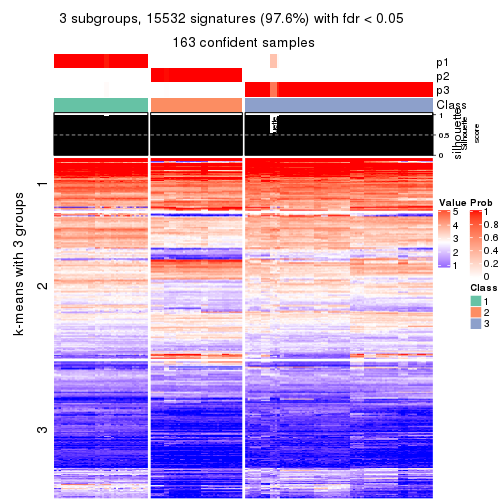 3 subgroups, 15532 signatures (97.6%) with fdr < 0.05
163 confident samples
p1
p2
p3
Class
1
0.5
0
silhouette
Silhouette
score
k-means with 3 groups
1
2
3
Value
5
4
3
2
1
Prob
1
0.8
0.6
0.4
0.2
0
Class
1
2
3